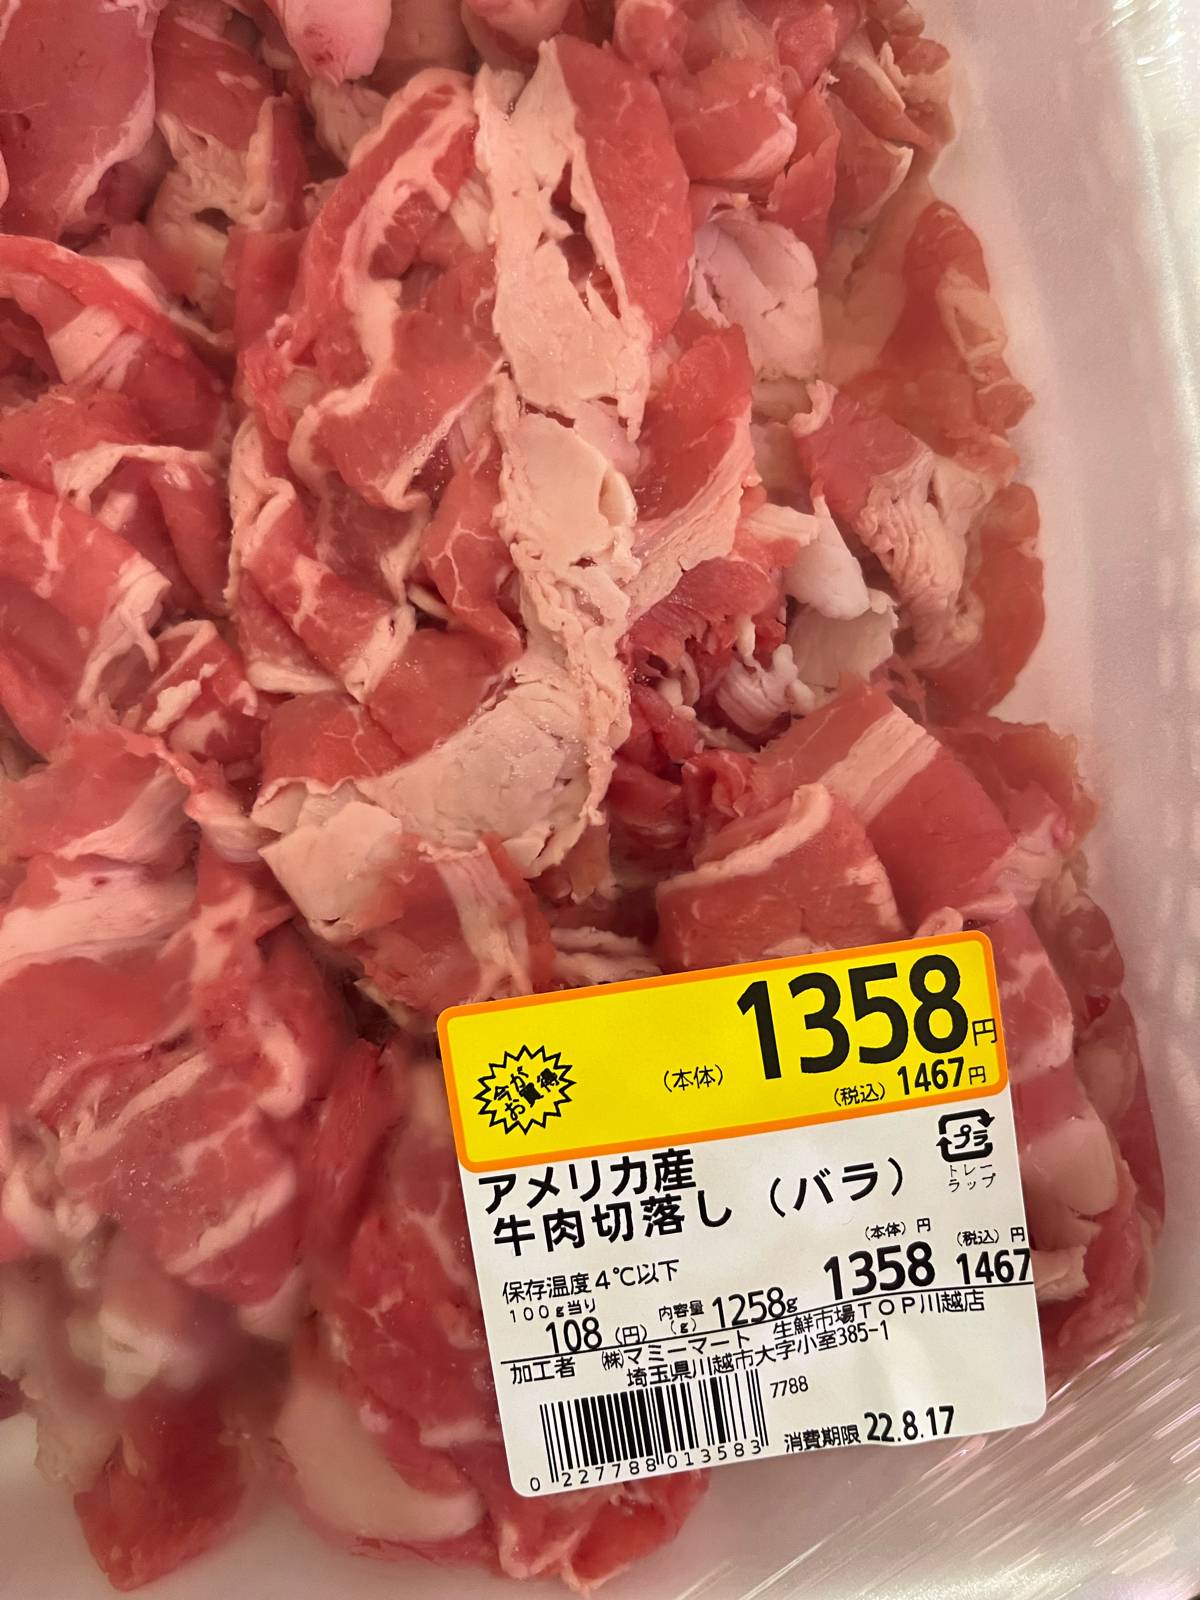 今が
お買得
(本体) 1358円
(税込) 1467円
プラ
トレー
ラップ
アメリカ産
牛肉切落し (バラ)
保存温度4℃以下
(本体) 円 (税込) 円
1358 1467
100g当り
108 (円)
内容量
(g) 1258g
加工者 ㈱マミーマート 生鮮市場TOP川越店
埼玉県川越市大字小室385-1
7788
消費期限 22.8.17
0 227788 013583